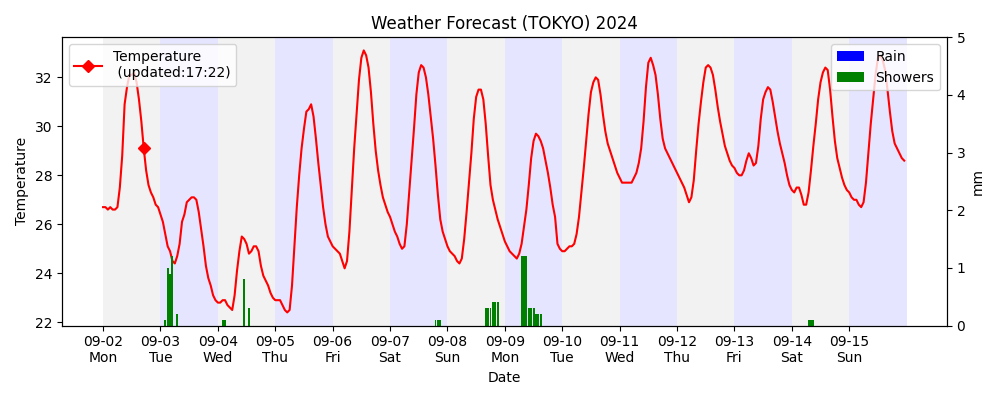 Weather Forecast (TOKYO) 2024
Temperature
(updated:17:22)
Rain
Showers
Temperature
32
30
28
26
24
22
5
4
3
2
1
0
mm
09-02 09-03 09-04 09-05 09-06 09-07 09-08 09-09 09-10 09-11 09-12 09-13 09-14 09-15
Mon Tue Wed Thu Fri Sat Sun Mon Tue Wed Thu Fri Sat Sun
Date